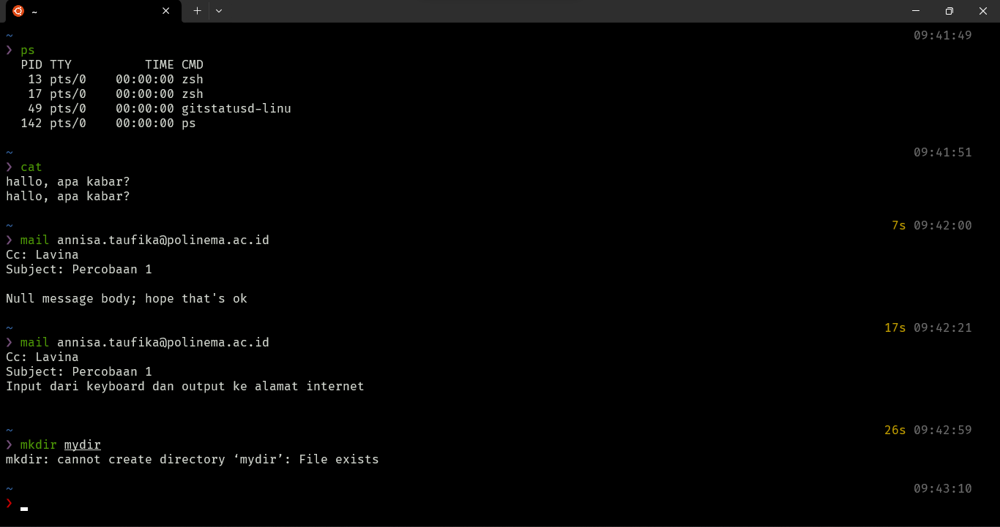 ~
~ 09:41:49
❯ ps
PID TTY          TIME CMD
 13 pts/0    00:00:00 zsh
 17 pts/0    00:00:00 zsh
 49 pts/0    00:00:00 gitstatusd-linu
142 pts/0    00:00:00 ps
~ 09:41:51
❯ cat
hallo, apa kabar?
hallo, apa kabar?
~ 7s 09:42:00
❯ mail annisa.taufika@polinema.ac.id
Cc: Lavina
Subject: Percobaan 1
Null message body; hope that's ok
~ 17s 09:42:21
❯ mail annisa.taufika@polinema.ac.id
Cc: Lavina
Subject: Percobaan 1
Input dari keyboard dan output ke alamat internet
~ 26s 09:42:59
❯ mkdir mydir
mkdir: cannot create directory ‘mydir’: File exists
~ 09:43:10
❯